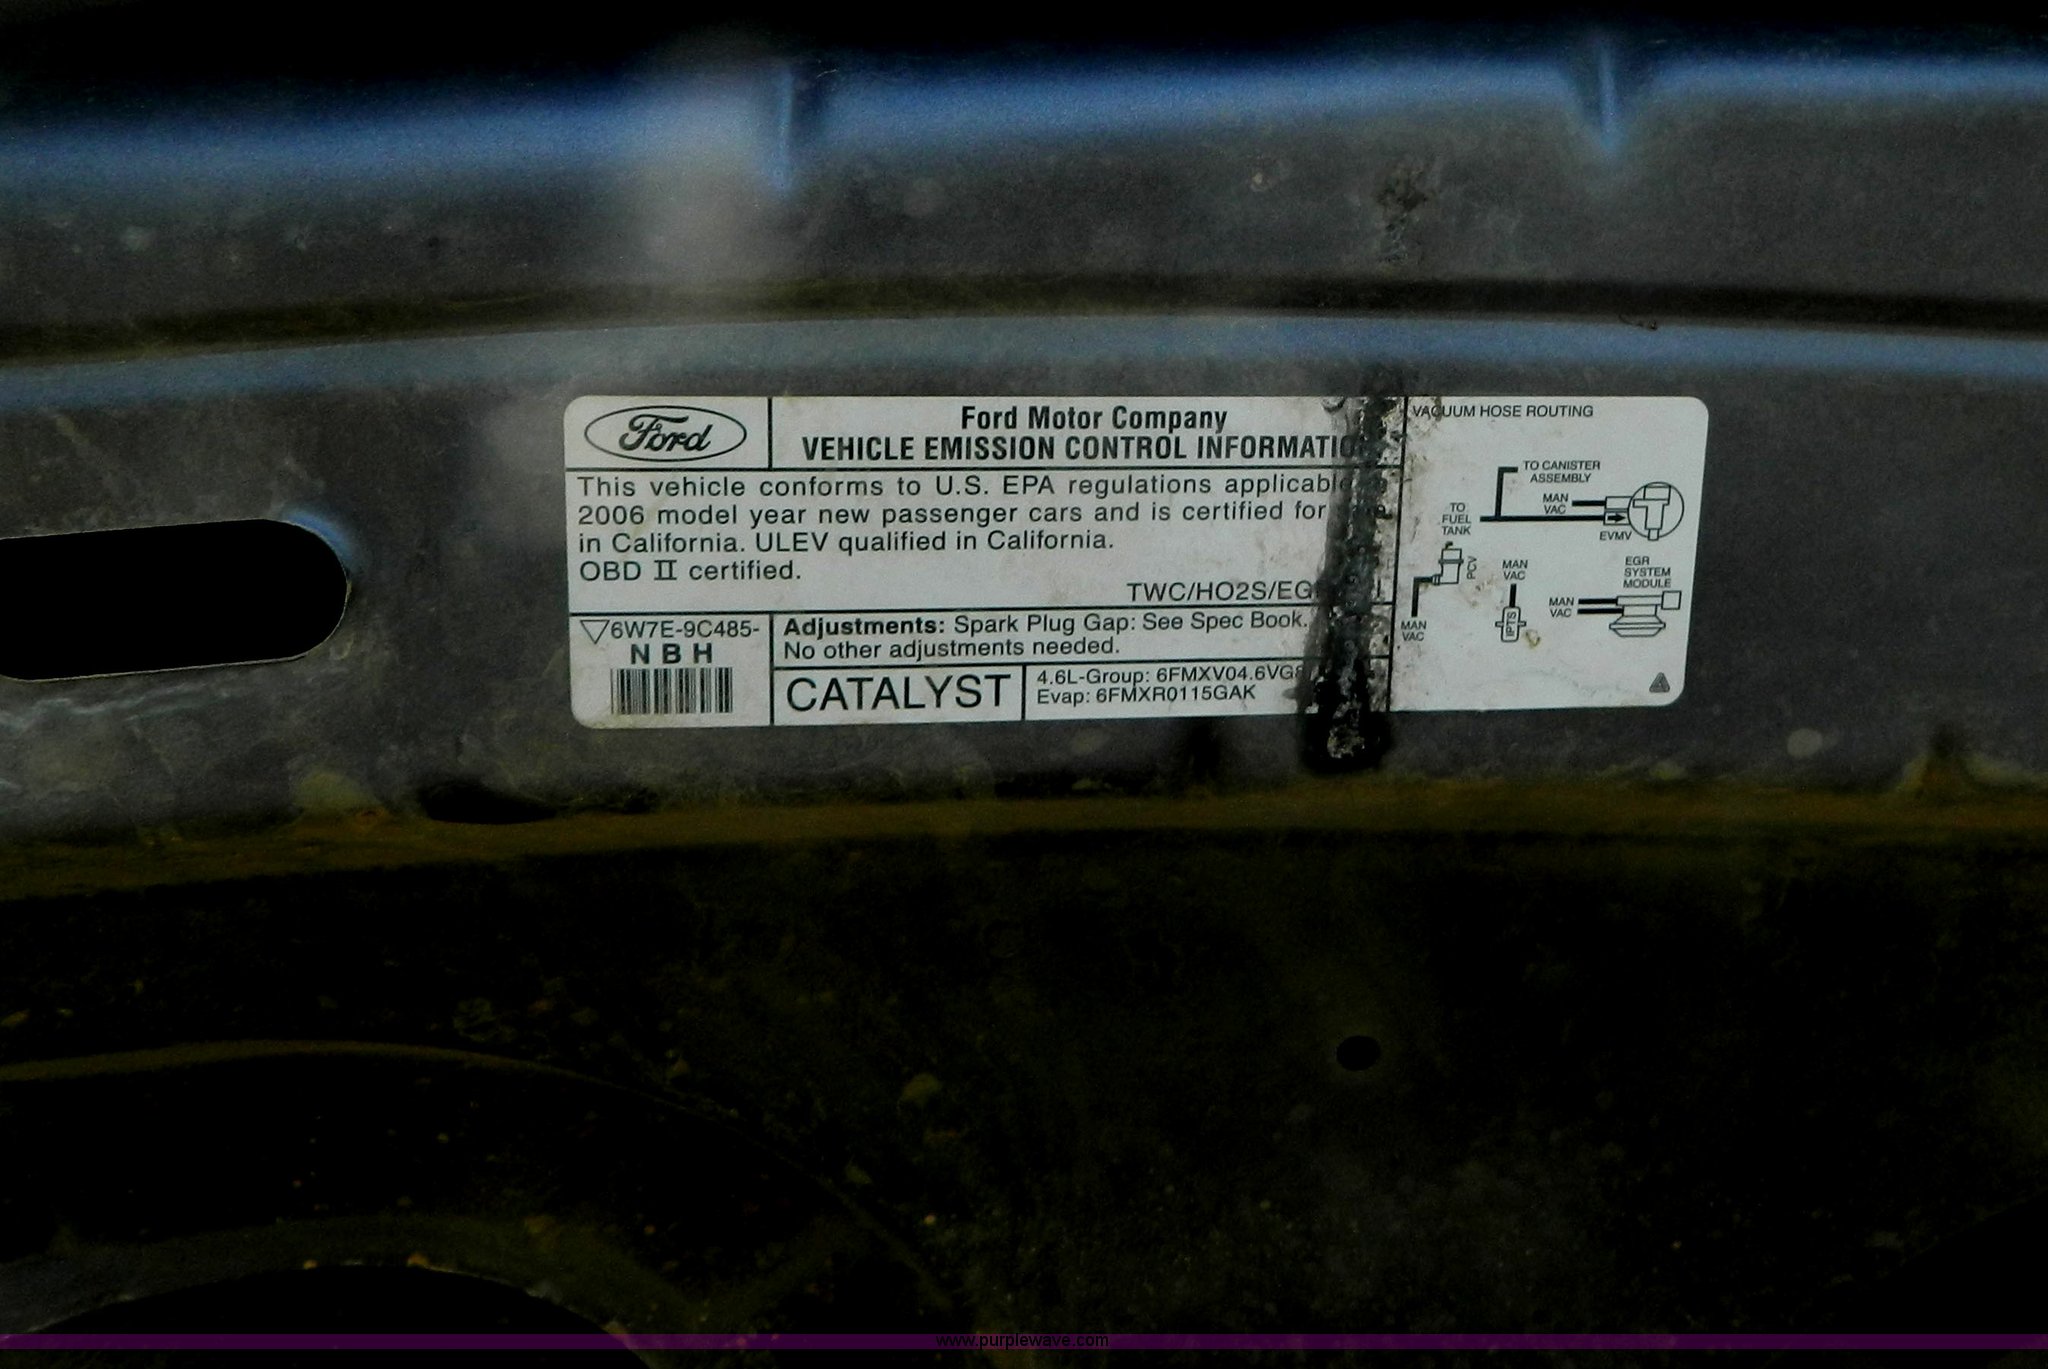 Ford
Ford Motor Company
VEHICLE EMISSION CONTROL INFORMATIO
This vehicle conforms to U.S. EPA regulations applicabl
2006 model year new passenger cars and is certified for
in California. ULEV qualified in California.
OBD II certified.
TWC/HO2S/EG
6W7E-9C485-
N B H
Adjustments: Spark Plug Gap: See Spec Book.
No other adjustments needed.
CATALYST
4.6L-Group: 6FMXV04.6VG
Evap: 6FMXR0115GAK
VACUUM HOSE ROUTING
TO CANISTER
ASSEMBLY
MAN
VAC
TO
FUEL
TANK
EVMV
PCV
MAN
VAC
MAN
VAC
IPTS
EGR
SYSTEM
MODULE
MAN
VAC
www.purplewave.com